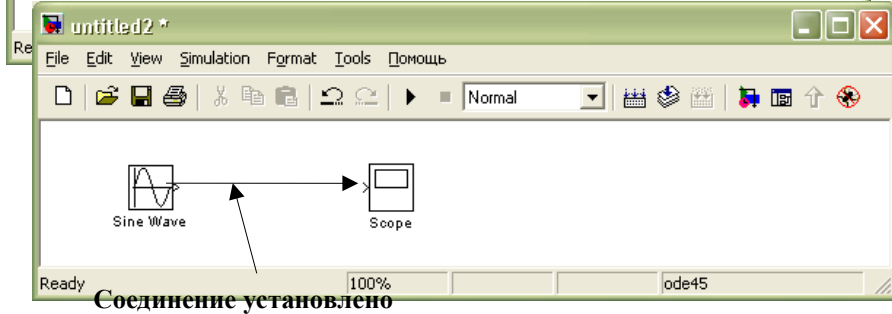 untitled2 *
File Edit View Simulation Format Tools Помощь
Normal
Sine Wave
Scope
Re
Ready 100% ode45
Соединение установлено